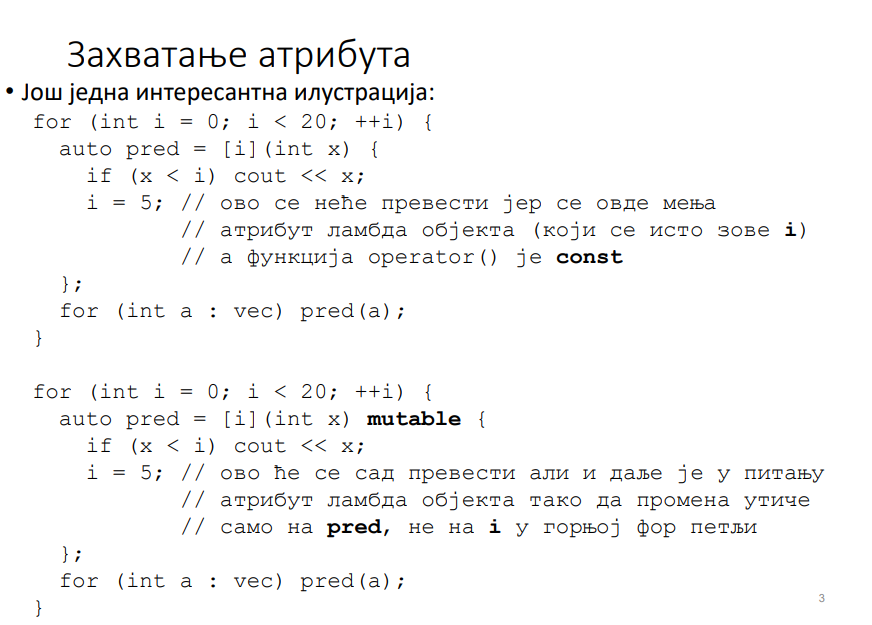 Захватање атрибута
• Још једна интересантна илустрација:
for (int i = 0; i < 20; ++i) {
  auto pred = [i](int x) {
    if (x < i) cout << x;
    i = 5; // ово се неће превести јер се овде мења
           // атрибут ламбда објекта (који се исто зове i)
           // а функција operator() је const
  };
  for (int a : vec) pred(a);
}
for (int i = 0; i < 20; ++i) {
  auto pred = [i](int x) mutable {
    if (x < i) cout << x;
    i = 5; // ово ће се сад превести али и даље је у питању
           // атрибут ламбда објекта тако да промена утиче
           // само на pred, не на i у горњој фор петљи
  };
  for (int a : vec) pred(a);
}
3